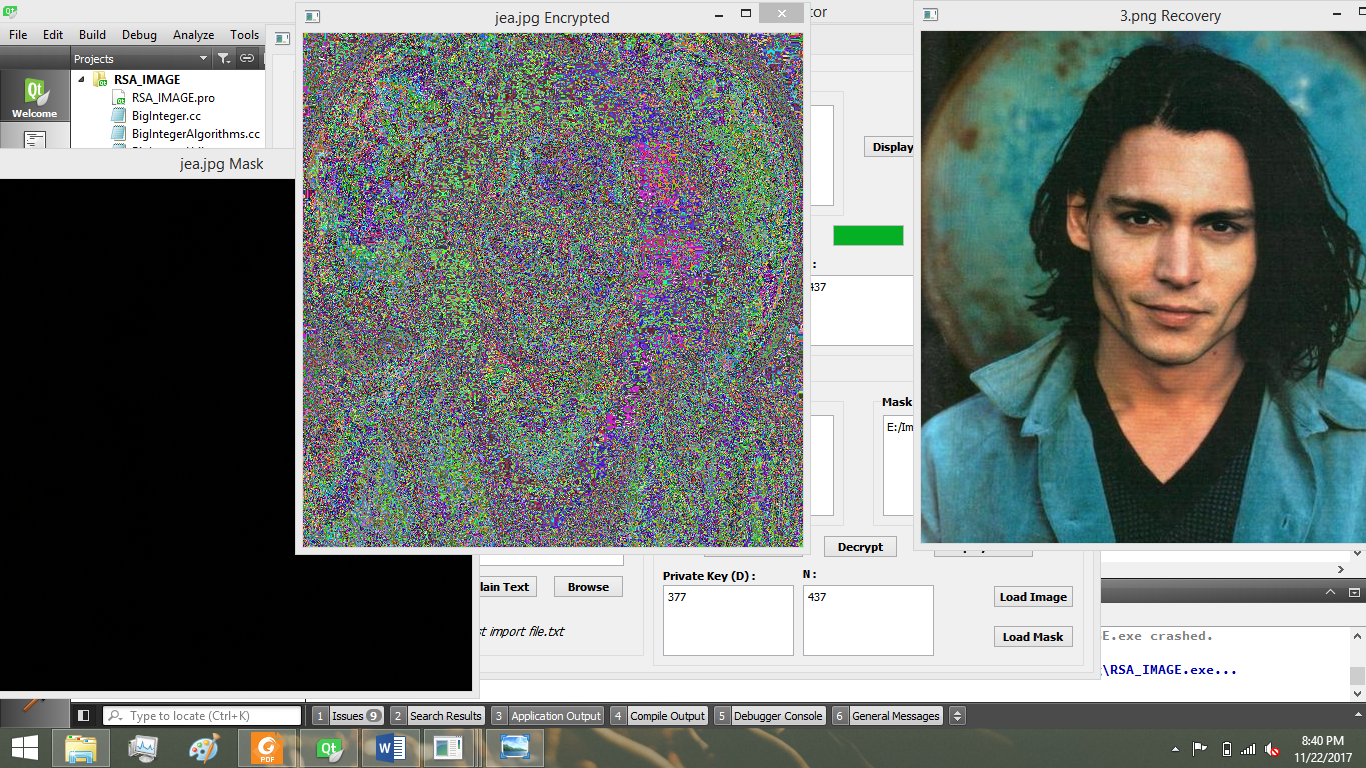 jea.jpg Encrypted
tor
3.png Recovery
File Edit Build Debug Analyze Tools
Projects
RSA_IMAGE
RSA_IMAGE.pro
Welcome
BigInteger.cc
BigIntegerAlgorithms.cc
Display
jea.jpg Mask
:
437
Mask
E:/Im
Decrypt
Private Key (D) :
N :
377
437
lain Text
Browse
Load Image
st import file.txt
Load Mask
E.exe crashed.
\RSA_IMAGE.exe...
Type to locate (Ctrl+K)
1 Issues 9 2 Search Results 3 Application Output 4 Compile Output 5 Debugger Console 6 General Messages
PDF
8:40 PM
11/22/2017